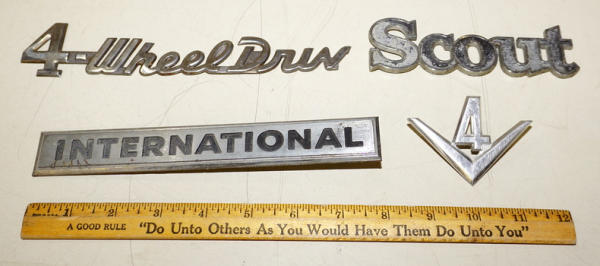 4-Wheel Driv
Scout
INTERNATIONAL
4
1 2 3 4 5 6 7 8 9 10 11 12
A GOOD RULE "Do Unto Others As You Would Have Them Do Unto You"